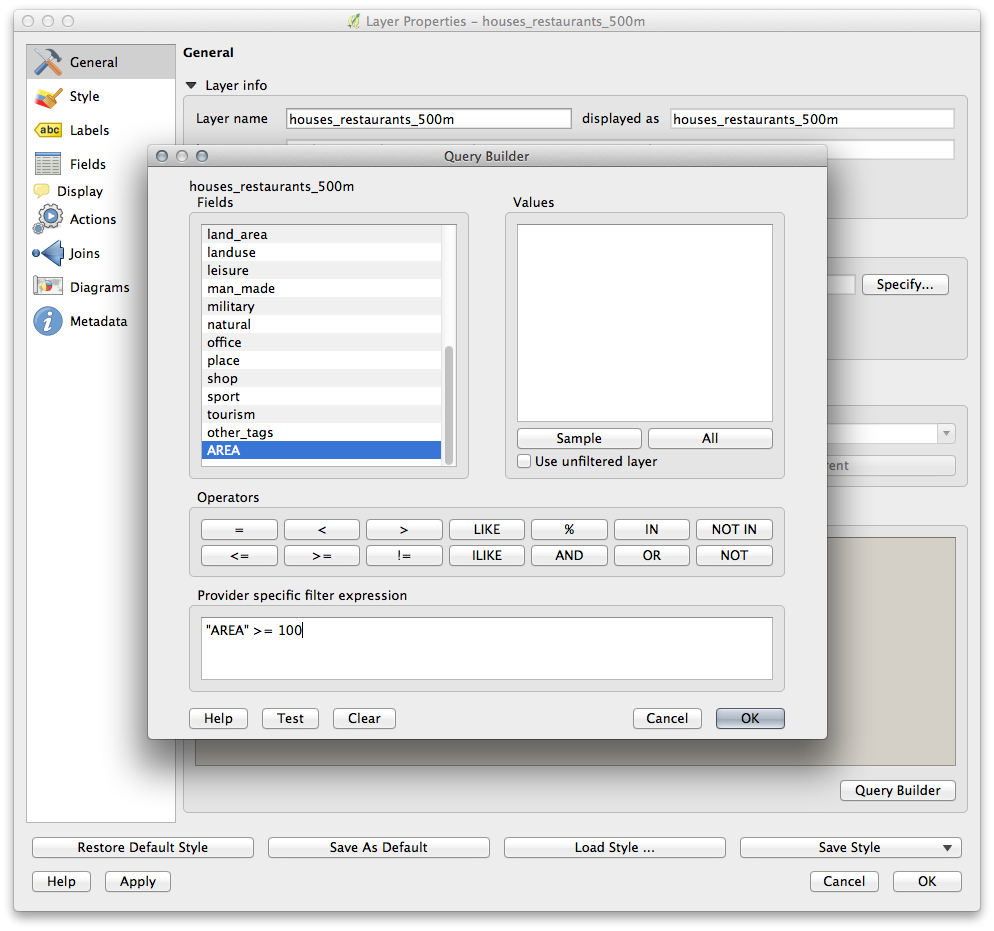 Layer Properties – houses_restaurants_500m
General
Style
abc Labels
Fields
Display
Actions
Joins
Diagrams
Metadata
General
Layer info
Layer name houses_restaurants_500m displayed as houses_restaurants_500m
Specify...
Query Builder
houses_restaurants_500m
Fields
land_area
landuse
leisure
man_made
military
natural
office
place
shop
sport
tourism
other_tags
AREA
Values
Sample All
Use unfiltered layer
Operators
= < > LIKE % IN NOT IN
<= >= != ILIKE AND OR NOT
Provider specific filter expression
"AREA" >= 100
Help Test Clear Cancel OK
Query Builder
Restore Default Style Save As Default Load Style ... Save Style
Help Apply Cancel OK